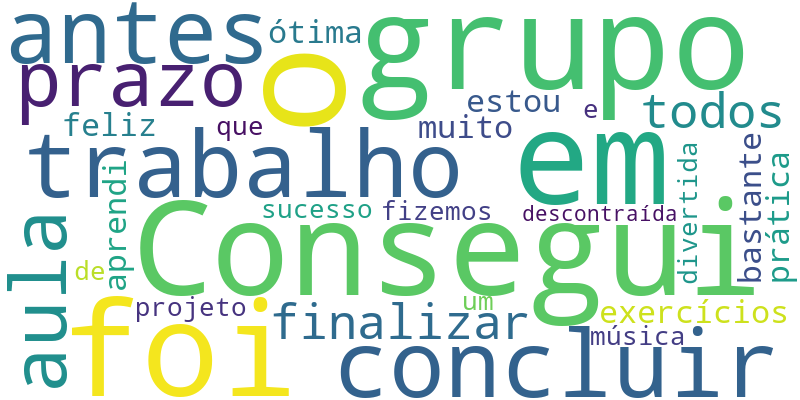 antes
ótima
grupo
prazo
o
feliz
que
muito
estou
e
todos
trabalho
em
aula
aprendi
sucesso
fizemos
descontraída
divertida
bastante
prática
de
Consegui
projeto
um
exercícios
foi
finalizar
música
concluir